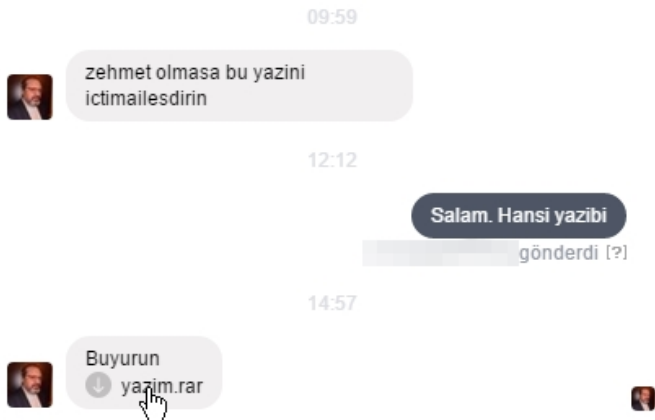 09:59
zehmet olmasa bu yazini
ictimailesdirin
12:12
Salam. Hansi yazibi
gönderdi [?]
14:57
Buyurun
yazim.rar